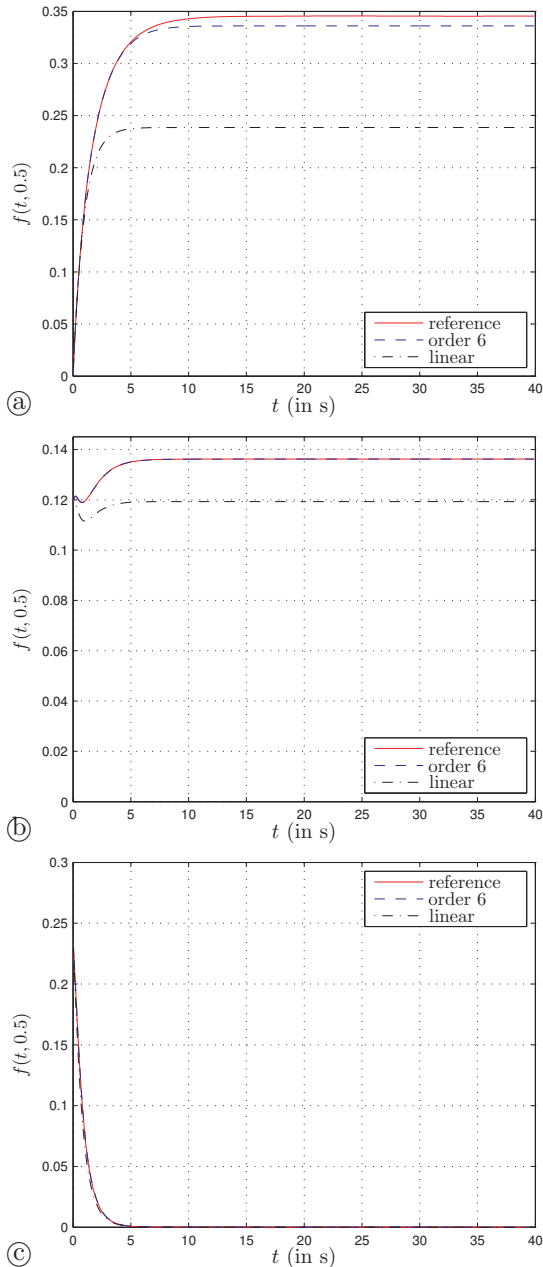 0.35
0.3
0.25
0.2
0.15
0.1
0.05
0
f(t, 0.5)
reference
order 6
linear
0 5 10 15 20 25 30 35 40
t (in s)
ⓐ
0.14
0.12
0.1
0.08
0.06
0.04
0.02
0
f(t, 0.5)
reference
order 6
linear
0 5 10 15 20 25 30 35 40
t (in s)
ⓑ
0.3
0.25
0.2
0.15
0.1
0.05
0
f(t, 0.5)
reference
order 6
linear
0 5 10 15 20 25 30 35 40
t (in s)
ⓒ